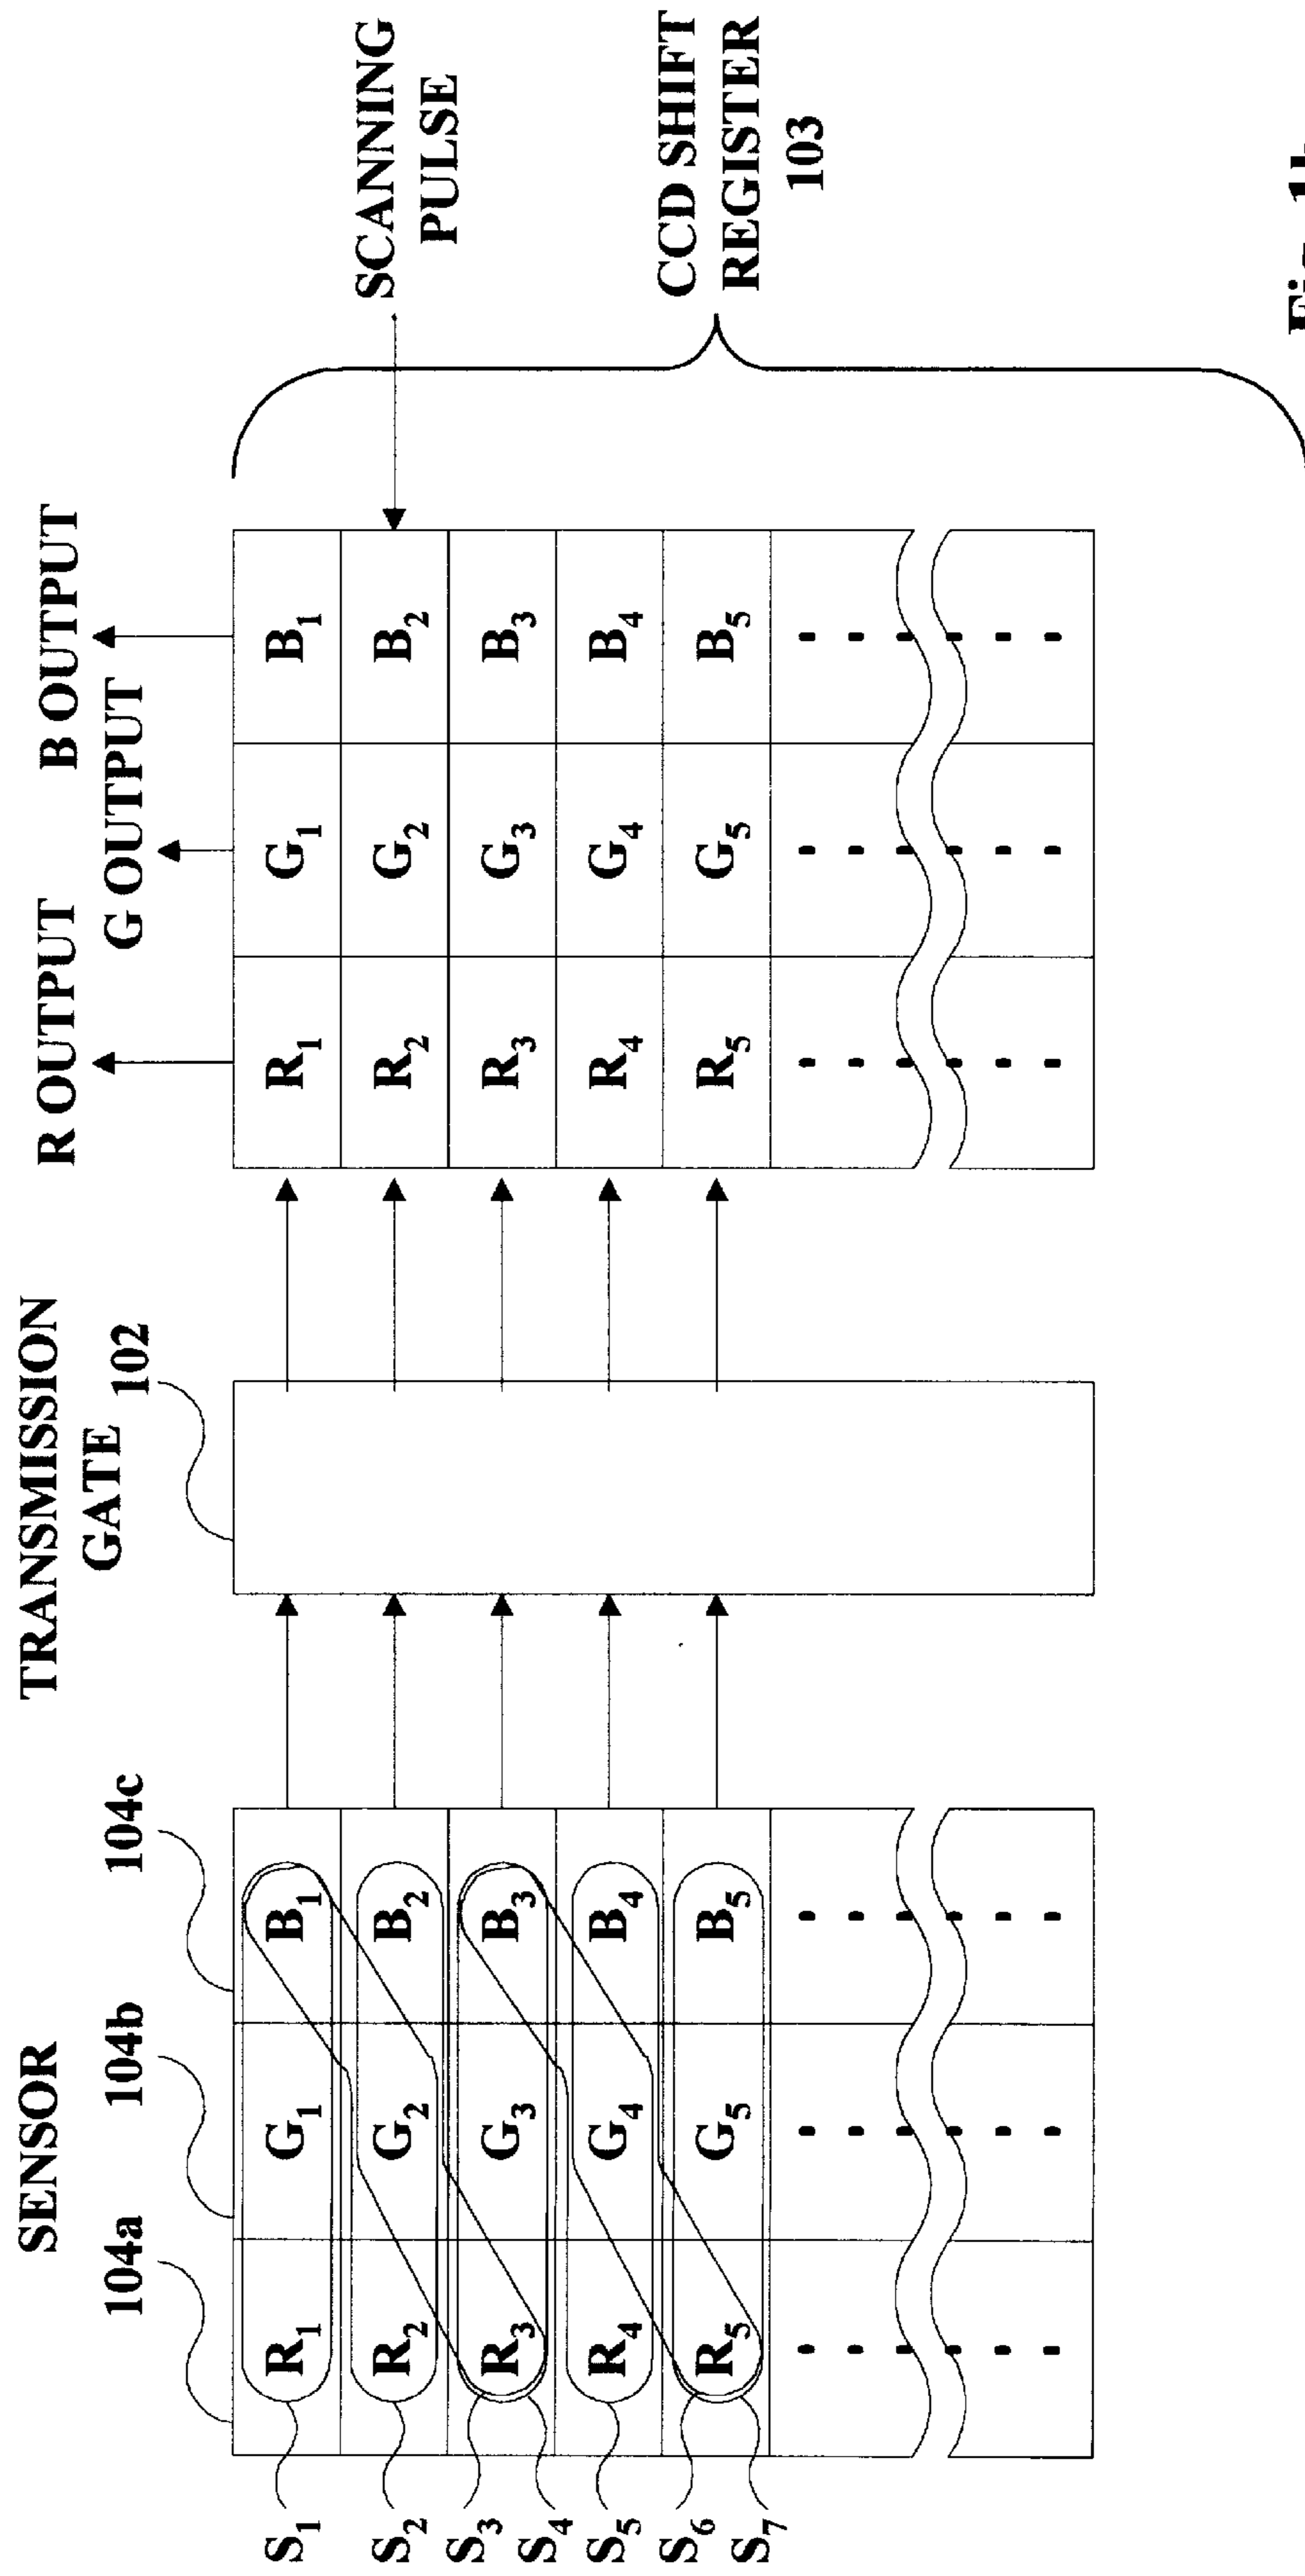 SENSOR
TRANSMISSION
GATE
102
R OUTPUT
G OUTPUT
B OUTPUT
104a
104b
104c
SCANNING
PULSE
CCD SHIFT
REGISTER
103
S₁
R₁ G₁ B₁
R₁ G₁ B₁
S₂
R₂ G₂ B₂
R₂ G₂ B₂
S₃
S₄
R₃ G₃ B₃
R₃ G₃ B₃
S₅
R₄ G₄ B₄
R₄ G₄ B₄
S₆
S₇
R₅ G₅ B₅
R₅ G₅ B₅